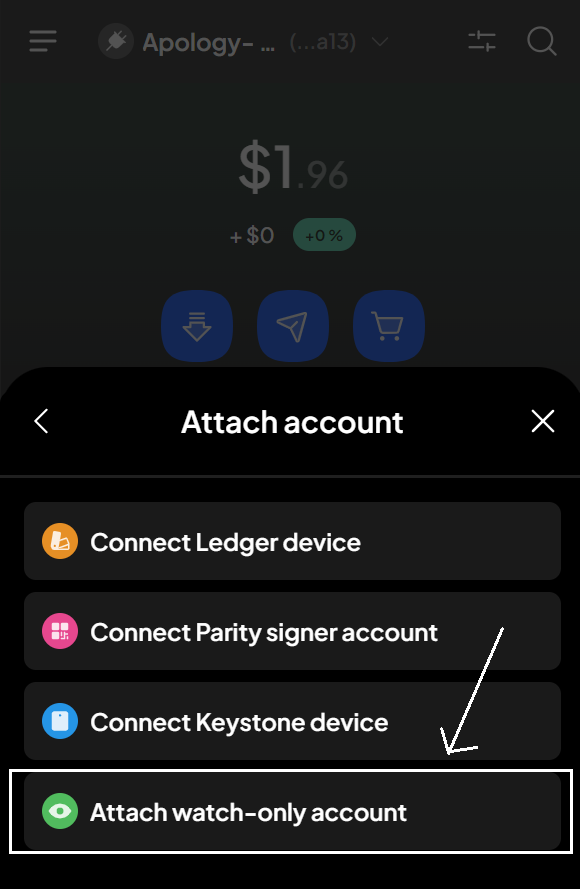 Apology- ... (...a13)
$1.96
+ $0 +0 %
Attach account
Connect Ledger device
Connect Parity signer account
Connect Keystone device
Attach watch-only account